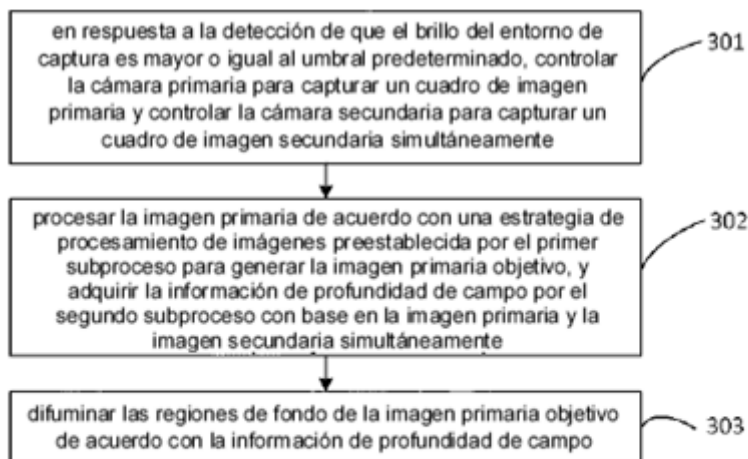 en respuesta a la detección de que el brillo del entorno de
captura es mayor o igual al umbral predeterminado, controlar
la cámara primaria para capturar un cuadro de imagen
primaria y controlar la cámara secundaria para capturar un
cuadro de imagen secundaria simultáneamente
301
procesar la imagen primaria de acuerdo con una estrategia de
procesamiento de imágenes preestablecida por el primer
subproceso para generar la imagen primaria objetivo, y
adquirir la información de profundidad de campo por el
segundo subproceso con base en la imagen primaria y la
imagen secundaria simultáneamente
302
difuminar las regiones de fondo de la imagen primaria objetivo
de acuerdo con la información de profundidad de campo
303